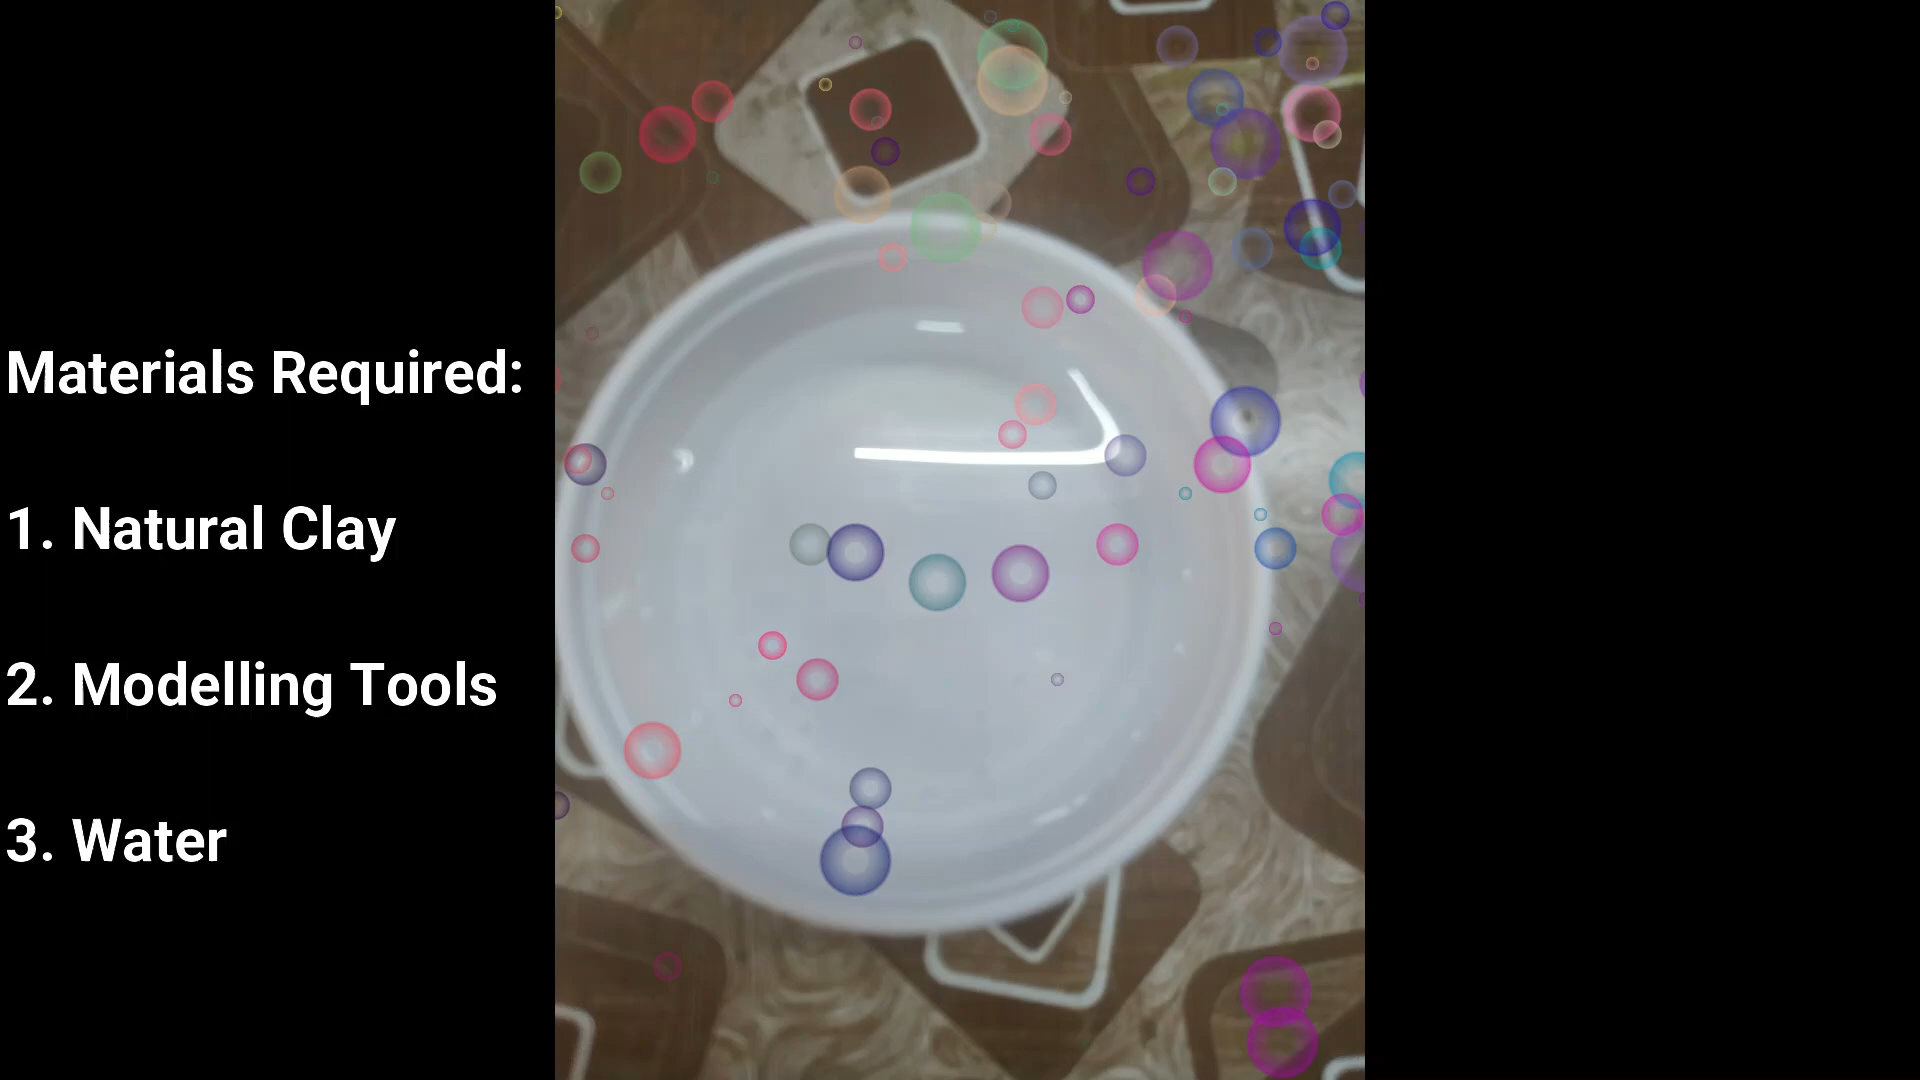 Materials Required:
1. Natural Clay
2. Modelling Tools
3. Water